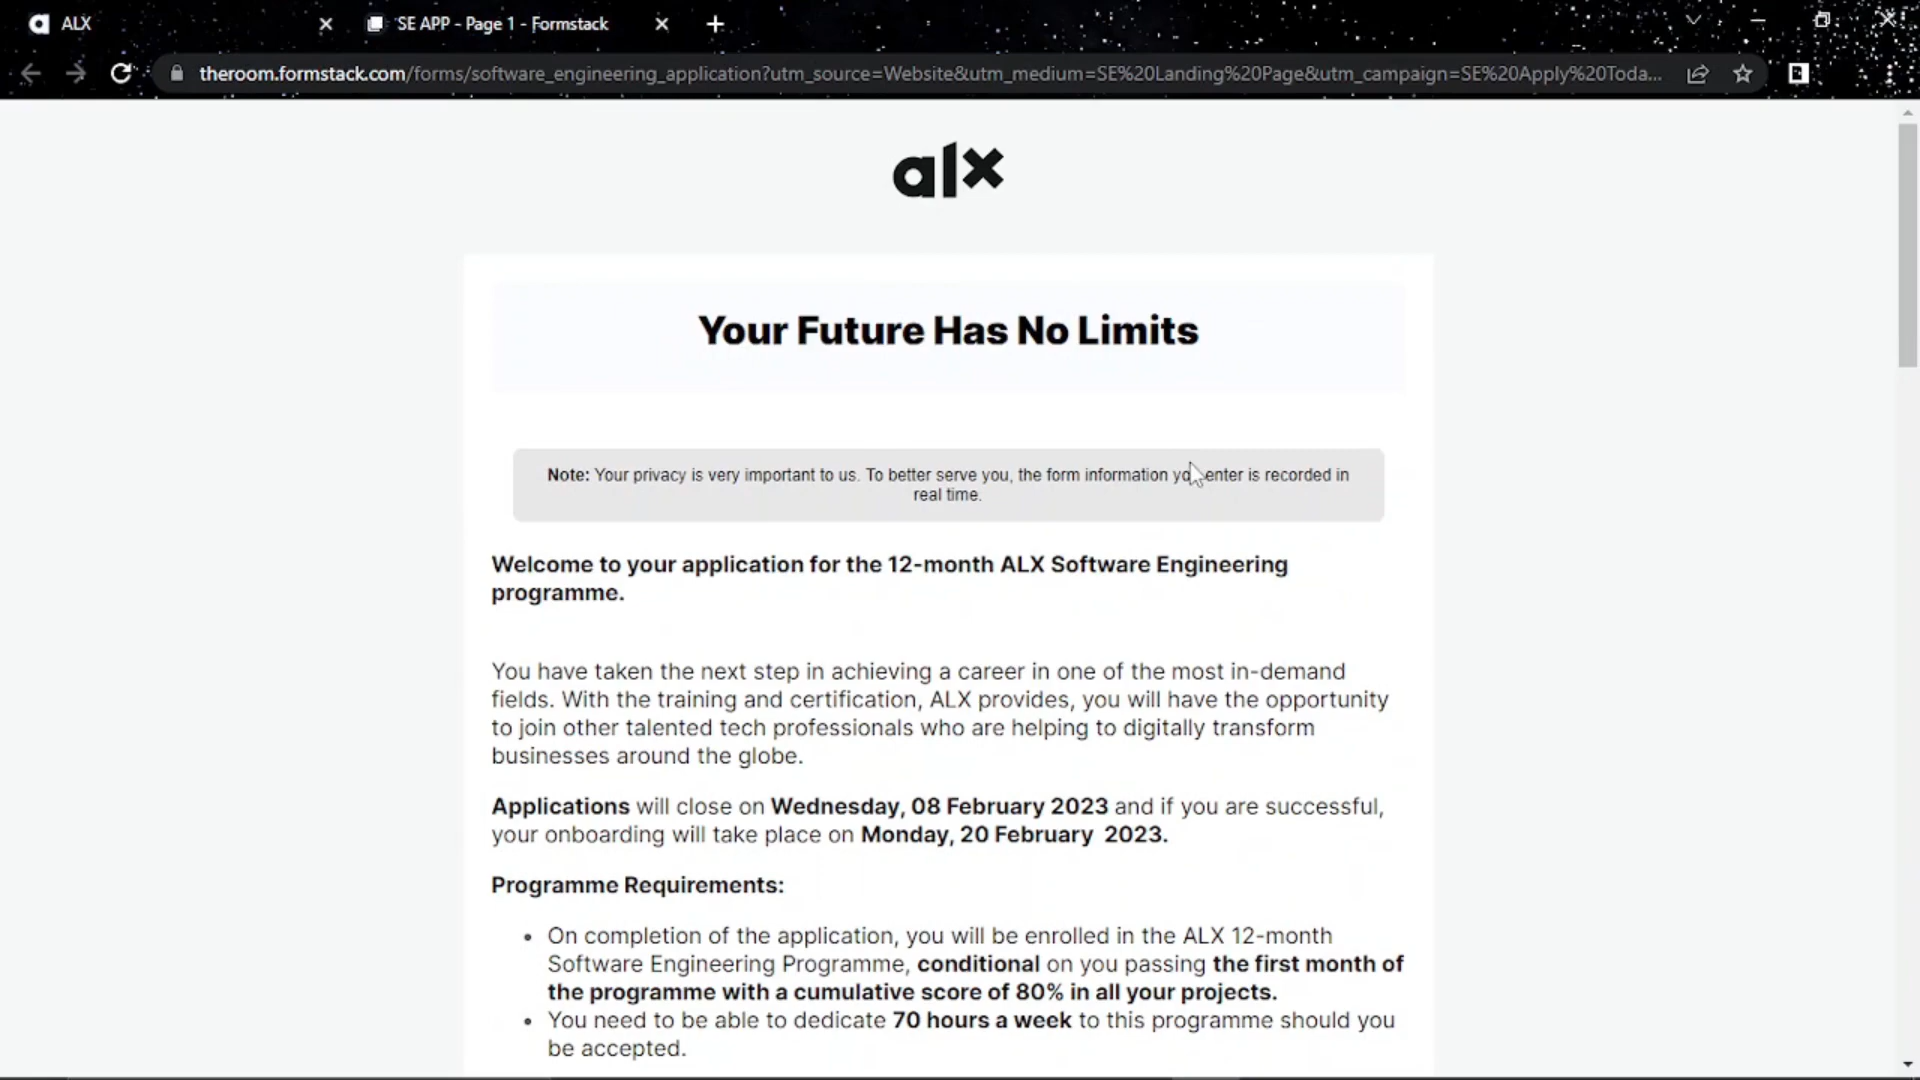 ALX
SE APP - Page 1 - Formstack
theroom.formstack.com/forms/software_engineering_application?utm_source=Website&utm_medium=SE%20Landing%20Page&utm_campaign=SE%20Apply%20Toda...
alx
Your Future Has No Limits
Note: Your privacy is very important to us. To better serve you, the form information you enter is recorded in
real time.
Welcome to your application for the 12-month ALX Software Engineering
programme.
You have taken the next step in achieving a career in one of the most in-demand
fields. With the training and certification, ALX provides, you will have the opportunity
to join other talented tech professionals who are helping to digitally transform
businesses around the globe.
Applications will close on Wednesday, 08 February 2023 and if you are successful,
your onboarding will take place on Monday, 20 February 2023.
Programme Requirements:
• On completion of the application, you will be enrolled in the ALX 12-month
Software Engineering Programme, conditional on you passing the first month of
the programme with a cumulative score of 80% in all your projects.
• You need to be able to dedicate 70 hours a week to this programme should you
be accepted.